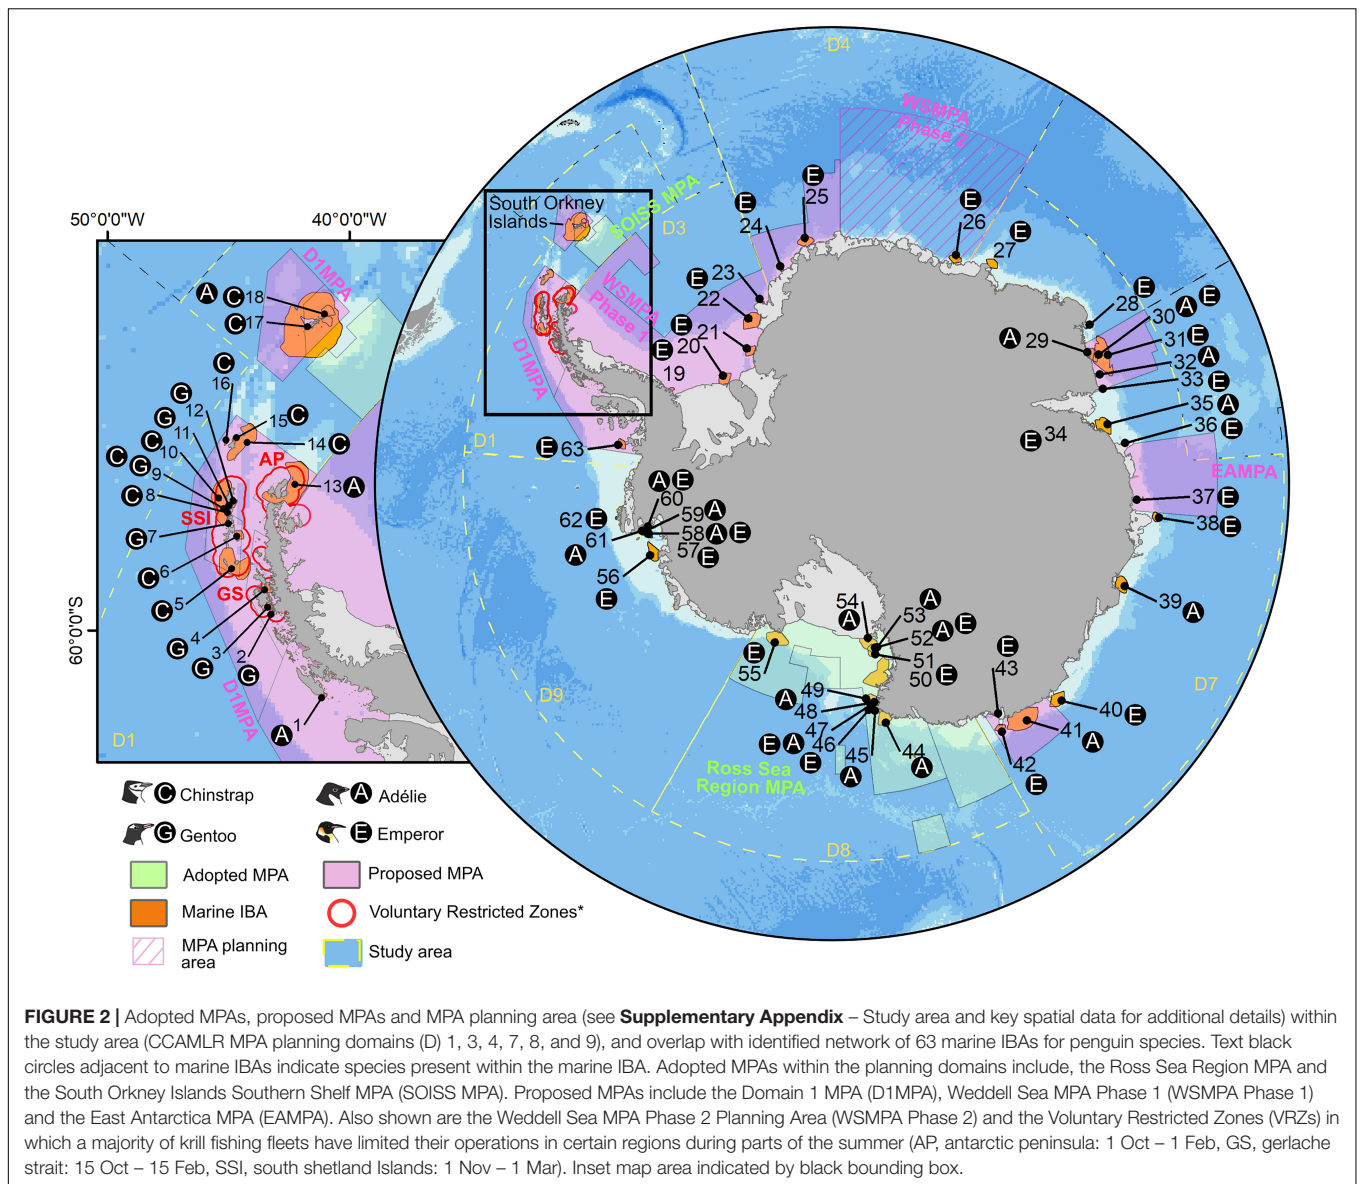 D4
WSMPA
Phase 2
E
25
E
24
E
26
E
27
SOISS MPA
D3
South Orkney
Islands
WSMPA
Phase 1
D1MPA
E
23
22
E
21
20
E
19
E
28
E
A
E
30
A
29
31
E
32
A
33
E
35
A
36
E
E
34
EAMPA
37
E
38
E
39
A
D7
40
E
41
A
42
E
43
E
44
A
45
A
46
E
47
E
A
48
49
A
50
E
51
52
A
E
53
A
54
A
55
E
Ross Sea
Region MPA
D8
D9
56
E
57
E
58
A
E
59
A
60
A
E
61
A
62
E
63
E
D1
50°0'0"W
40°0'0"W
60°0'0"S
D1MPA
A
C
18
C
17
C
16
G
12
G
11
C
10
C
G
9
C
8
G
7
C
6
C
5
G
4
G
3
G
2
15
C
14
C
AP
13
A
SSI
GS
D1MPA
1
A
D1
C Chinstrap
A Adélie
G Gentoo
E Emperor
Adopted MPA
Proposed MPA
Marine IBA
Voluntary Restricted Zones*
MPA planning
area
Study area
FIGURE 2 | Adopted MPAs, proposed MPAs and MPA planning area (see Supplementary Appendix – Study area and key spatial data for additional details) within
the study area (CCAMLR MPA planning domains (D) 1, 3, 4, 7, 8, and 9), and overlap with identified network of 63 marine IBAs for penguin species. Text black
circles adjacent to marine IBAs indicate species present within the marine IBA. Adopted MPAs within the planning domains include, the Ross Sea Region MPA and
the South Orkney Islands Southern Shelf MPA (SOISS MPA). Proposed MPAs include the Domain 1 MPA (D1MPA), Weddell Sea MPA Phase 1 (WSMPA Phase 1)
and the East Antarctica MPA (EAMPA). Also shown are the Weddell Sea MPA Phase 2 Planning Area (WSMPA Phase 2) and the Voluntary Restricted Zones (VRZs) in
which a majority of krill fishing fleets have limited their operations in certain regions during parts of the summer (AP, antarctic peninsula: 1 Oct – 1 Feb, GS, gerlache
strait: 15 Oct – 15 Feb, SSI, south shetland Islands: 1 Nov – 1 Mar). Inset map area indicated by black bounding box.